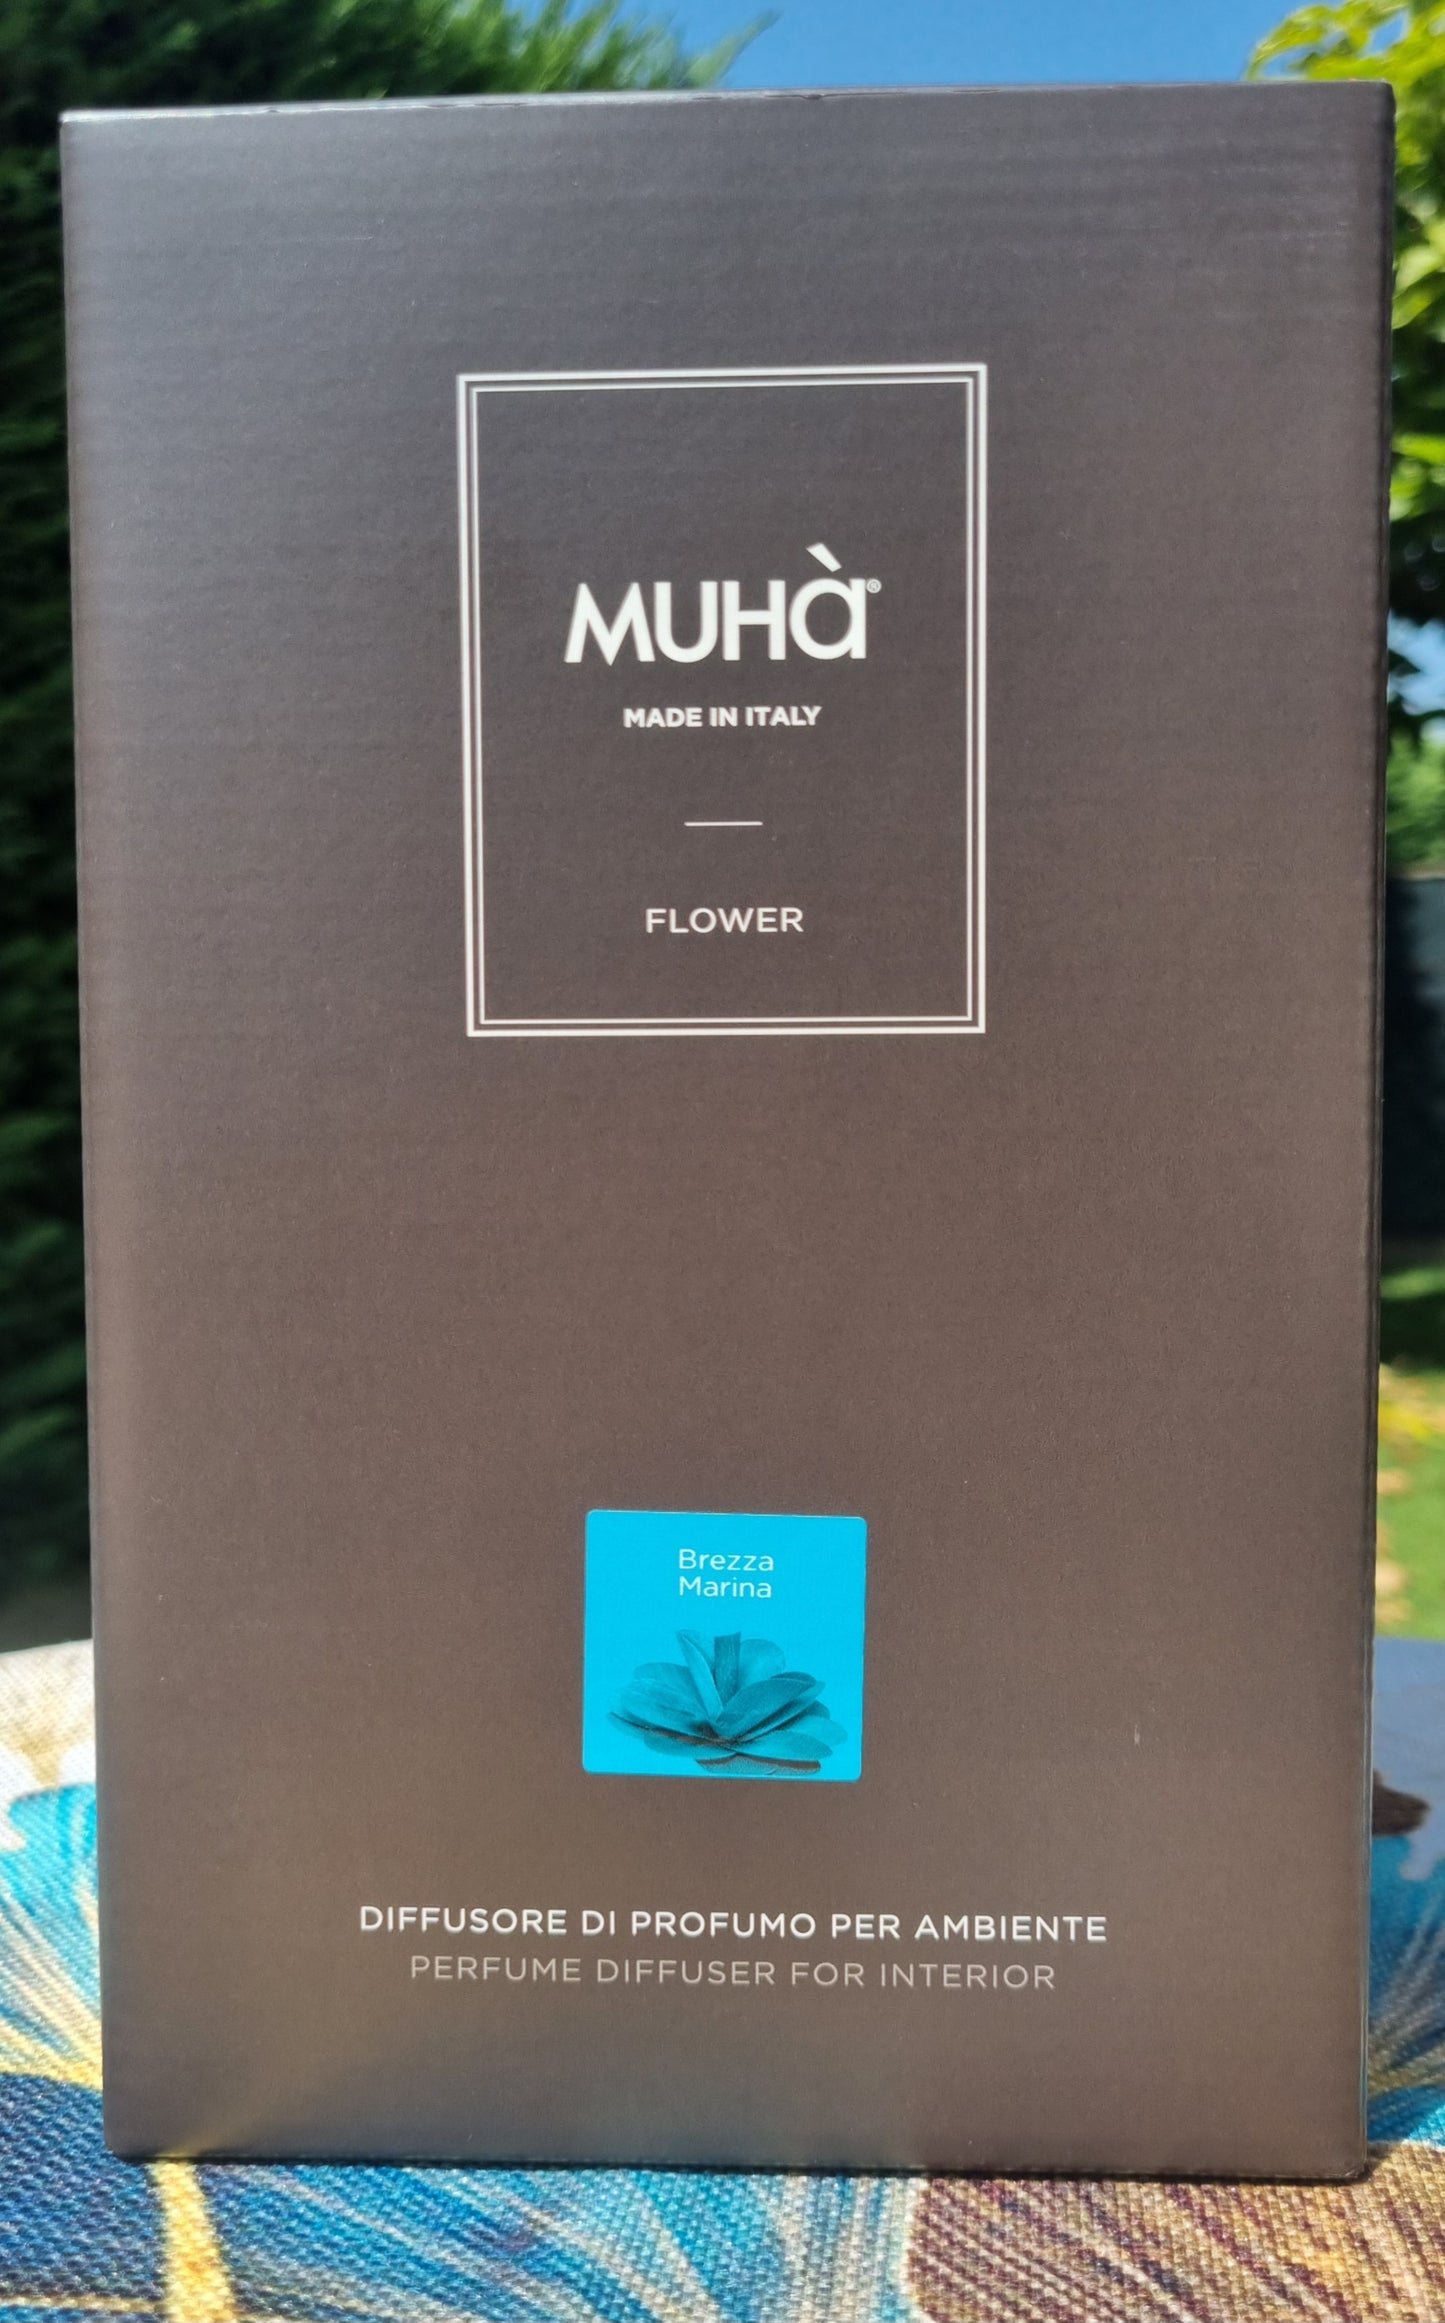 MUHà®
MADE IN ITALY
FLOWER
Brezza
Marina
DIFFUSORE DI PROFUMO PER AMBIENTE
PERFUME DIFFUSER FOR INTERIOR